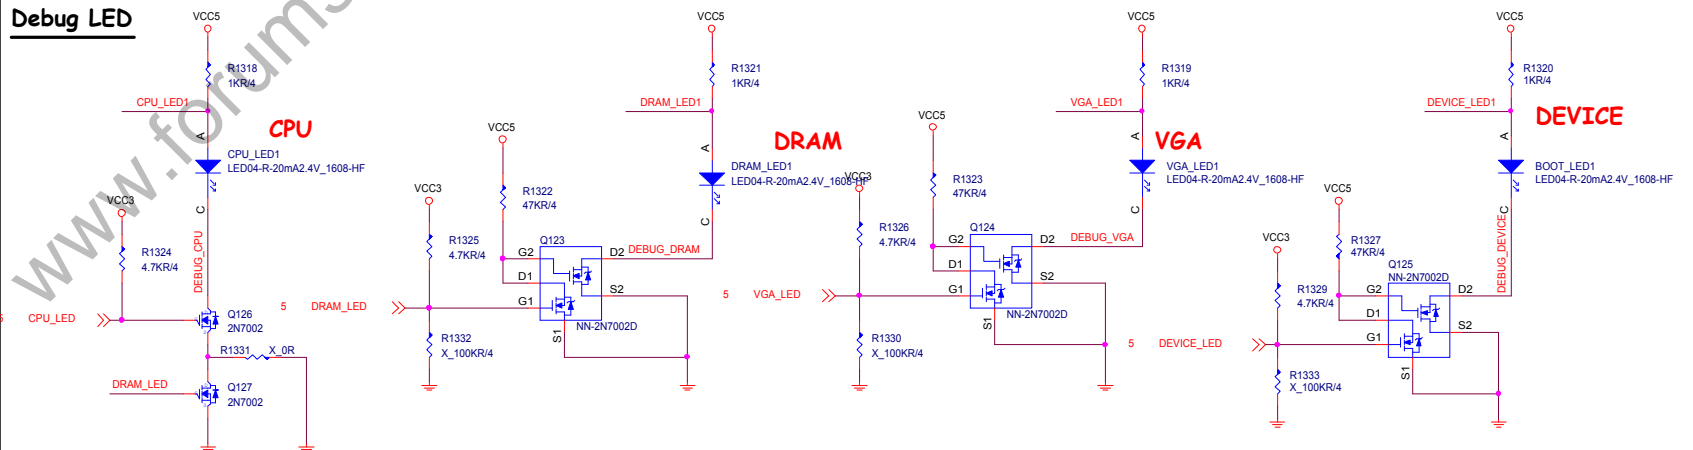 Debug LED
VCC5
R1318
1KR/4
CPU_LED1
CPU
A
CPU_LED1
LED04-R-20mA2.4V_1608-HF
C
VCC3
R1324
4.7KR/4
DEBUG_CPU
CPU_LED
Q126
2N7002
R1331
X_0R
DRAM_LED
Q127
2N7002
VCC5
R1321
1KR/4
DRAM_LED1
DRAM
A
DRAM_LED1
LED04-R-20mA2.4V_1608-HF
C
VCC5
R1322
47KR/4
VCC3
R1325
4.7KR/4
Q123
G2
D2
DEBUG_DRAM
D1
S2
G1
S1
NN-2N7002D
5
DRAM_LED
R1332
X_100KR/4
VCC5
R1319
1KR/4
VGA_LED1
VGA
A
VGA_LED1
LED04-R-20mA2.4V_1608-HF
C
VCC5
R1323
47KR/4
VCC3
R1326
4.7KR/4
Q124
G2
D2
DEBUG_VGA
D1
S2
G1
S1
NN-2N7002D
5
VGA_LED
R1330
X_100KR/4
VCC5
R1320
1KR/4
DEVICE_LED1
DEVICE
A
BOOT_LED1
LED04-R-20mA2.4V_1608-HF
C
DEBUG_DEVICE
VCC5
R1327
47KR/4
VCC3
R1329
4.7KR/4
Q125
NN-2N7002D
G2
D2
D1
S2
G1
S1
5
DEVICE_LED
R1333
X_100KR/4
www.forums